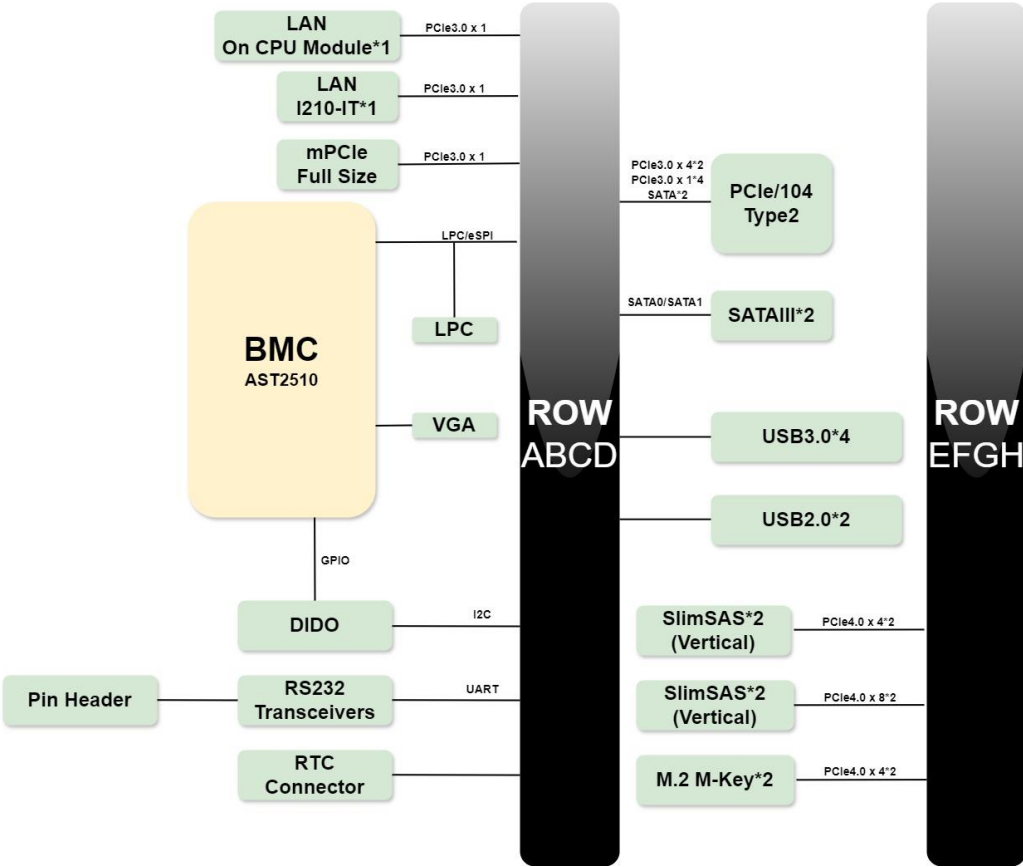 LAN
On CPU Module*1
PCIe3.0 x 1
LAN
I210-IT*1
PCIe3.0 x 1
mPCIe
Full Size
PCIe3.0 x 1
BMC
AST2510
LPC/eSPI
LPC
VGA
GPIO
DIDO
I2C
Pin Header
RS232
Transceivers
UART
RTC
Connector
ROW
ABCD
PCIe3.0 x 4*2
PCIe3.0 x 1*4
SATA*2
PCIe/104
Type2
SATA0/SATA1
SATAIII*2
USB3.0*4
USB2.0*2
SlimSAS*2
(Vertical)
PCIe4.0 x 4*2
SlimSAS*2
(Vertical)
PCIe4.0 x 8*2
M.2 M-Key*2
PCIe4.0 x 4*2
ROW
EFGH